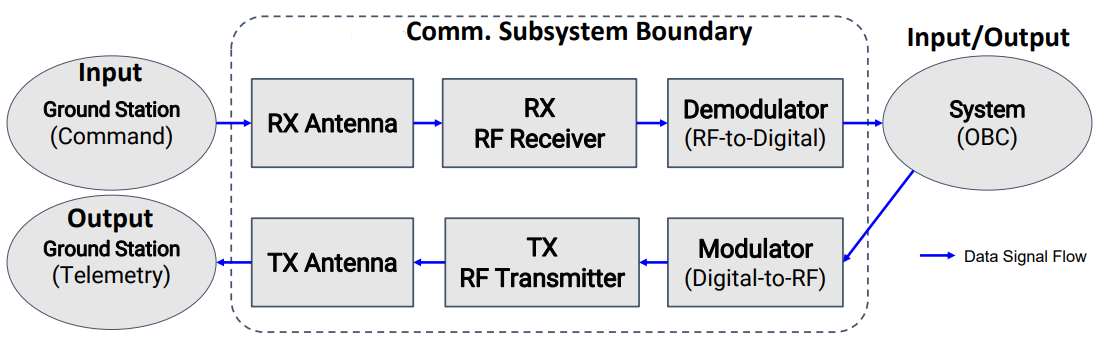 Comm. Subsystem Boundary
Input/Output
Input
Ground Station
(Command)
RX Antenna
RX
RF Receiver
Demodulator
(RF-to-Digital)
System
(OBC)
Output
Ground Station
(Telemetry)
TX Antenna
TX
RF Transmitter
Modulator
(Digital-to-RF)
Data Signal Flow